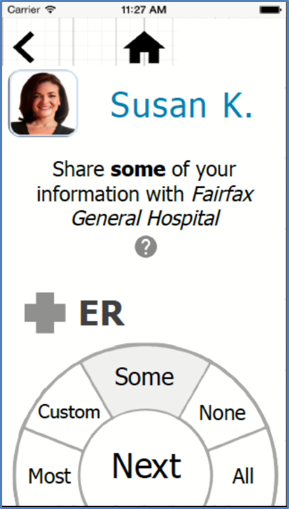 Carrier 11:27 AM
Susan K.
Share some of your
information with Fairfax
General Hospital
?
ER
Some
Custom None
Most Next All